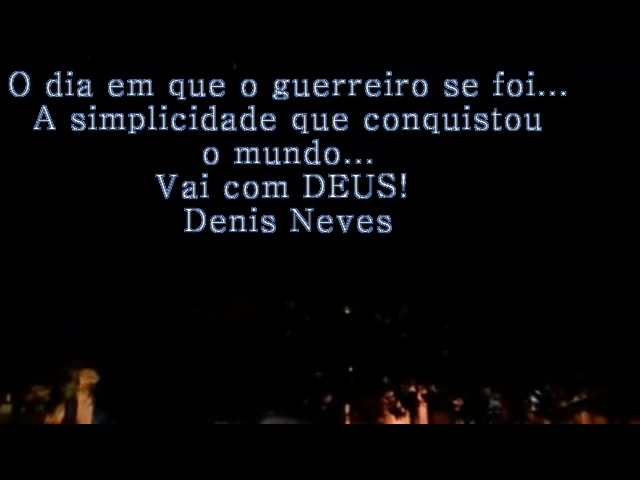 O dia em que o guerreiro se foi...
A simplicidade que conquistou
o mundo...
Vai com DEUS!
Denis Neves